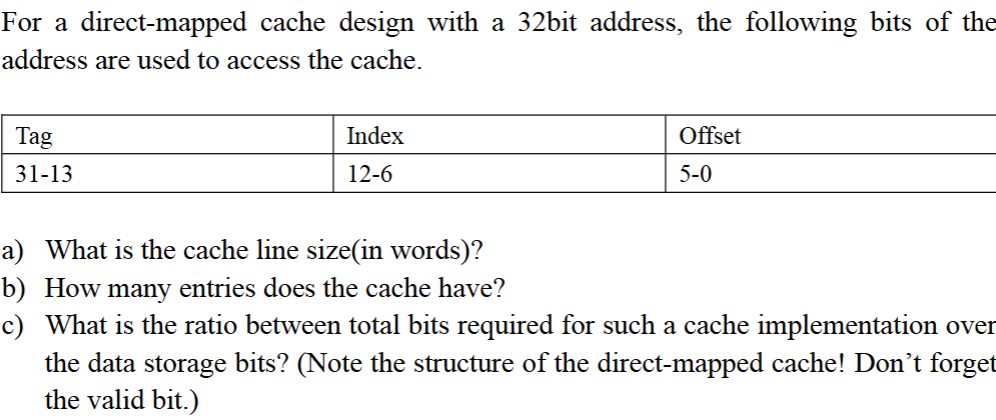 For a direct-mapped cache design with a 32bit address, the following bits of the
address are used to access the cache.
Tag Index Offset
31-13 12-6 5-0
a) What is the cache line size(in words)?
b) How many entries does the cache have?
c) What is the ratio between total bits required for such a cache implementation over
the data storage bits? (Note the structure of the direct-mapped cache! Don’t forget
the valid bit.)